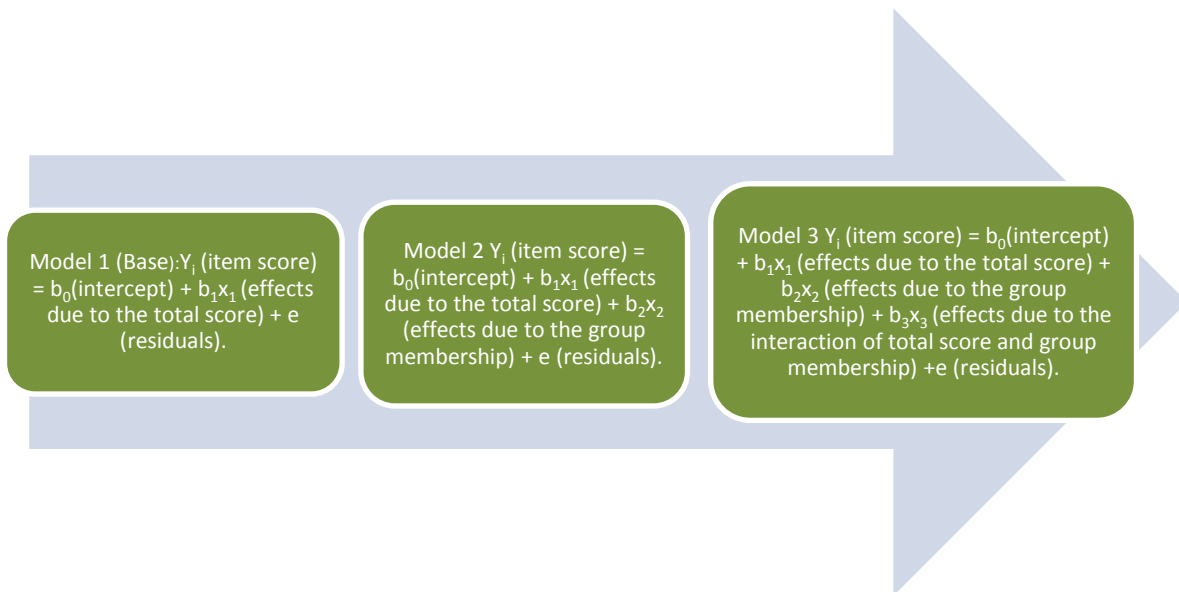 Model 1 (Base):Yᵢ (item score)
= b₀(intercept) + b₁x₁ (effects
due to the total score) + e
(residuals).
Model 2 Yᵢ (item score) =
b₀(intercept) + b₁x₁ (effects
due to the total score) + b₂x₂
(effects due to the group
membership) + e (residuals).
Model 3 Yᵢ (item score) = b₀(intercept)
+ b₁x₁ (effects due to the total score) +
b₂x₂ (effects due to the group
membership) + b₃x₃ (effects due to the
interaction of total score and group
membership) +e (residuals).